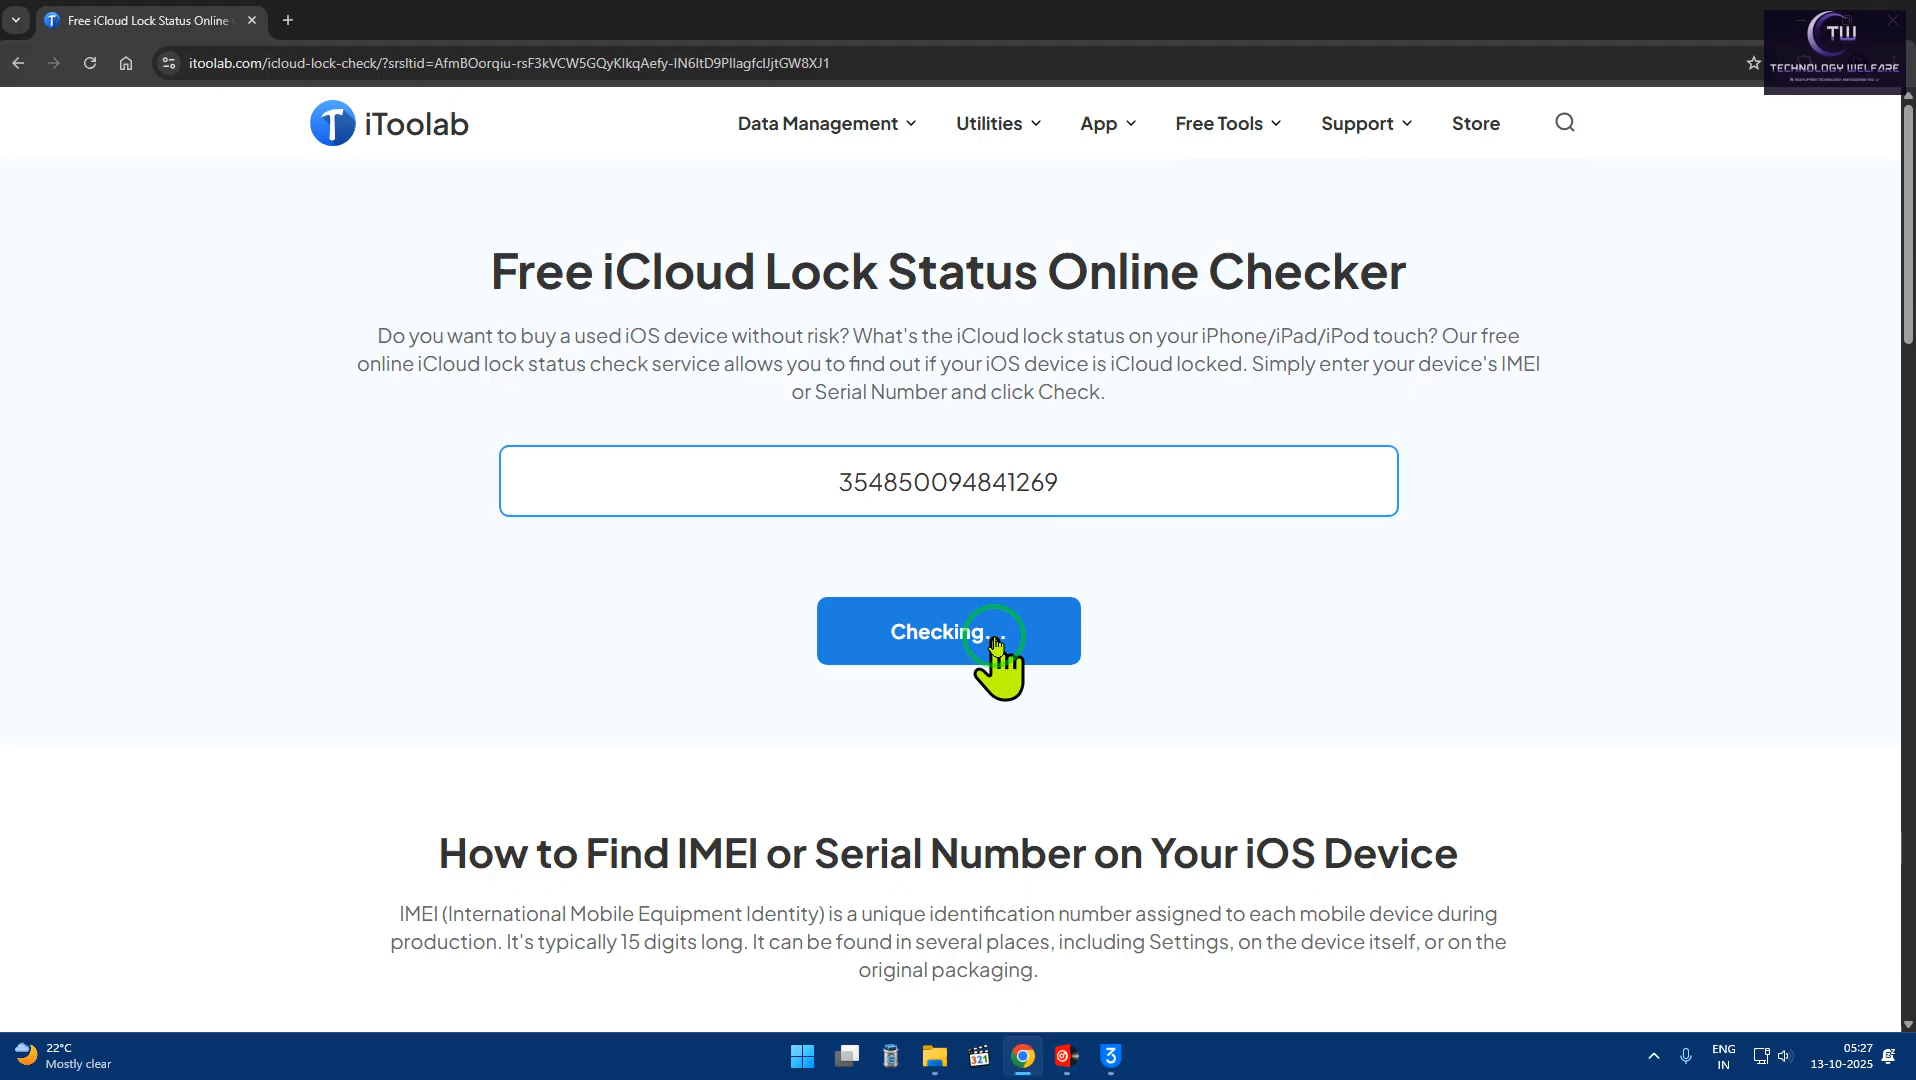 Free iCloud Lock Status Online
itoolab.com/icloud-lock-check/?srsltid=AfmBOorqiu-rsF3kVCW5GQyKlkqAefy-IN6ltD9PIlagfclJjtGW8XJ1
TW
TECHNOLOGY WELFARE
iToolab
Data Management
Utilities
App
Free Tools
Support
Store
Free iCloud Lock Status Online Checker
Do you want to buy a used iOS device without risk? What's the iCloud lock status on your iPhone/iPad/iPod touch? Our free
online iCloud lock status check service allows you to find out if your iOS device is iCloud locked. Simply enter your device's IMEI
or Serial Number and click Check.
354850094841269
Checking...
How to Find IMEI or Serial Number on Your iOS Device
IMEI (International Mobile Equipment Identity) is a unique identification number assigned to each mobile device during
production. It's typically 15 digits long. It can be found in several places, including Settings, on the device itself, or on the
original packaging.
22°C
Mostly clear
321
3
ENG
IN
05:27
13-10-2025